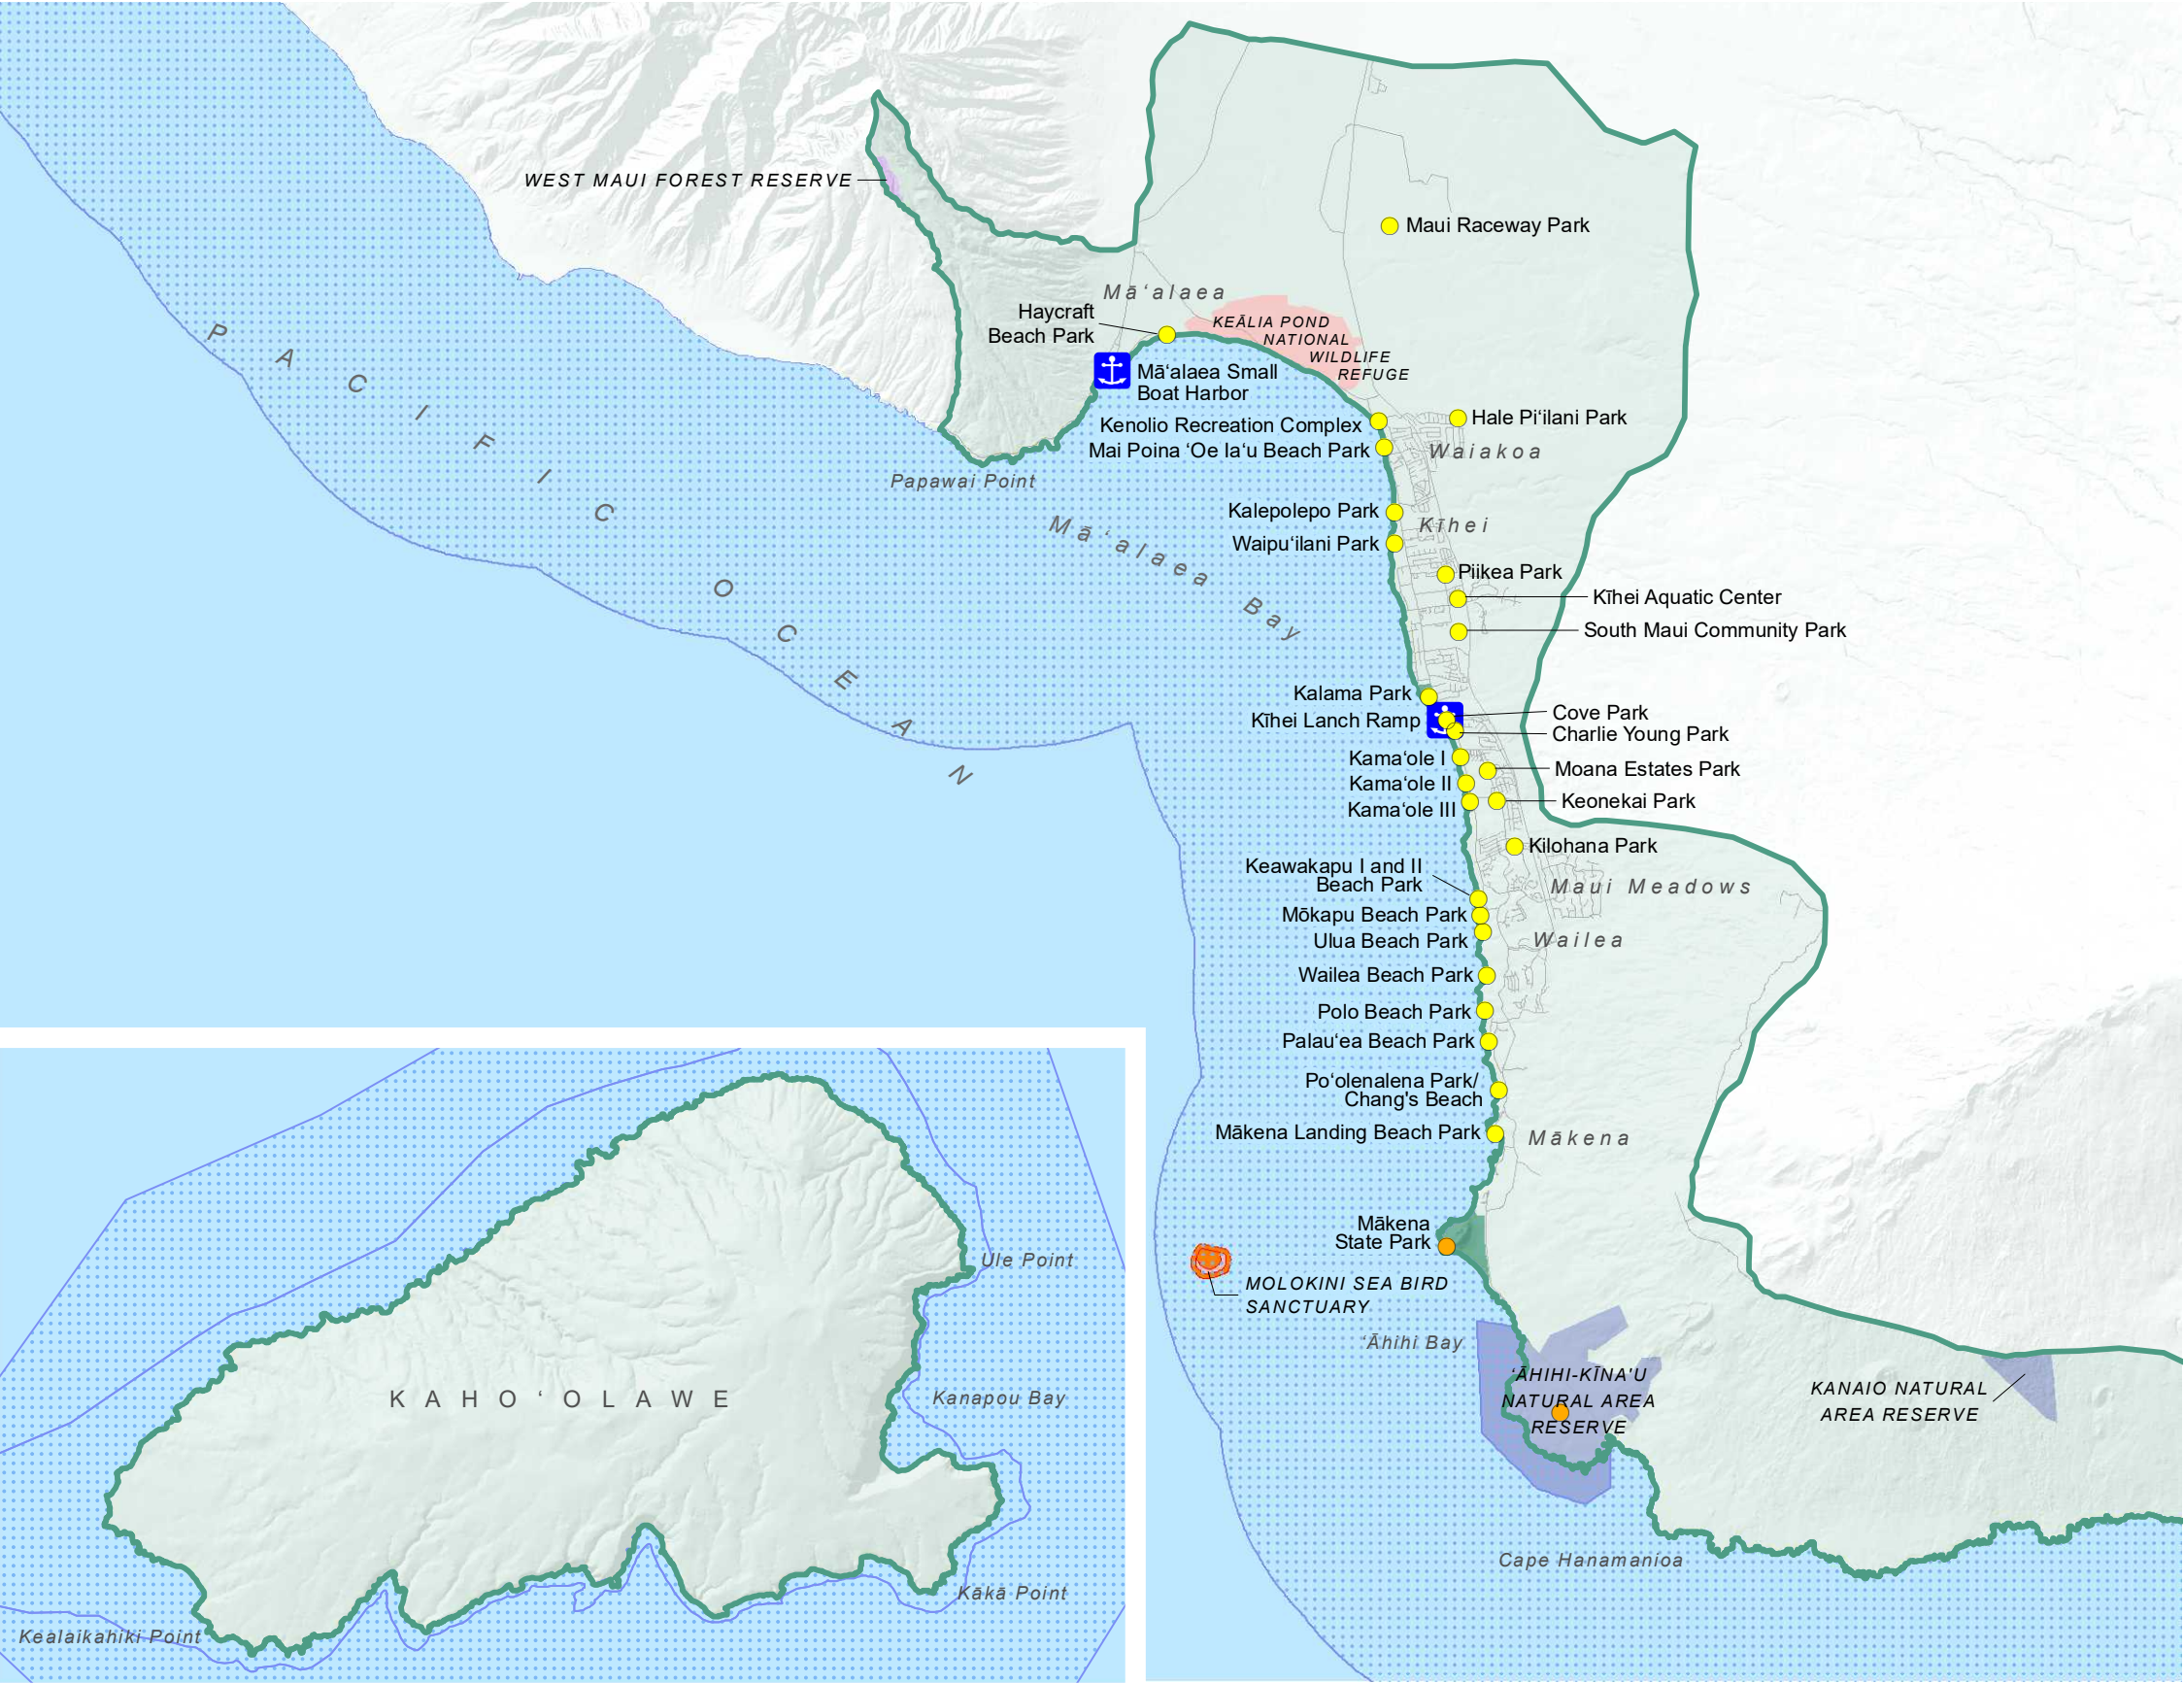 WEST MAUI FOREST RESERVE
Maui Raceway Park
Mā‘alaea
Haycraft
Beach Park
KEĀLIA POND
NATIONAL
WILDLIFE
REFUGE
Mā‘alaea Small
Boat Harbor
PACIFIC OCEAN
Kenolio Recreation Complex
Hale Pi‘ilani Park
Mai Poina ‘Oe Ia‘u Beach Park
Waiakoa
Papawai Point
Mā‘alaea Bay
Kalepolepo Park
Kīhei
Waipu‘ilani Park
Piikea Park
Kīhei Aquatic Center
South Maui Community Park
Kalama Park
Kīhei Lanch Ramp
Cove Park
Charlie Young Park
Kama‘ole I
Moana Estates Park
Kama‘ole II
Kama‘ole III
Keonekai Park
Kilohana Park
Keawakapu I and II
Beach Park
Maui Meadows
Mōkapu Beach Park
Ulua Beach Park
Wailea
Wailea Beach Park
Polo Beach Park
Palau‘ea Beach Park
Po‘olenalena Park/
Chang's Beach
Mākena Landing Beach Park
Mākena
Mākena
State Park
MOLOKINI SEA BIRD
SANCTUARY
‘Āhihi Bay
‘ĀHIHI-KĪNA'U
NATURAL AREA
RESERVE
KANAIO NATURAL
AREA RESERVE
Cape Hanamanioa
Ule Point
KAHO‘OLAWE
Kanapou Bay
Kākā Point
Kealaikahiki Point